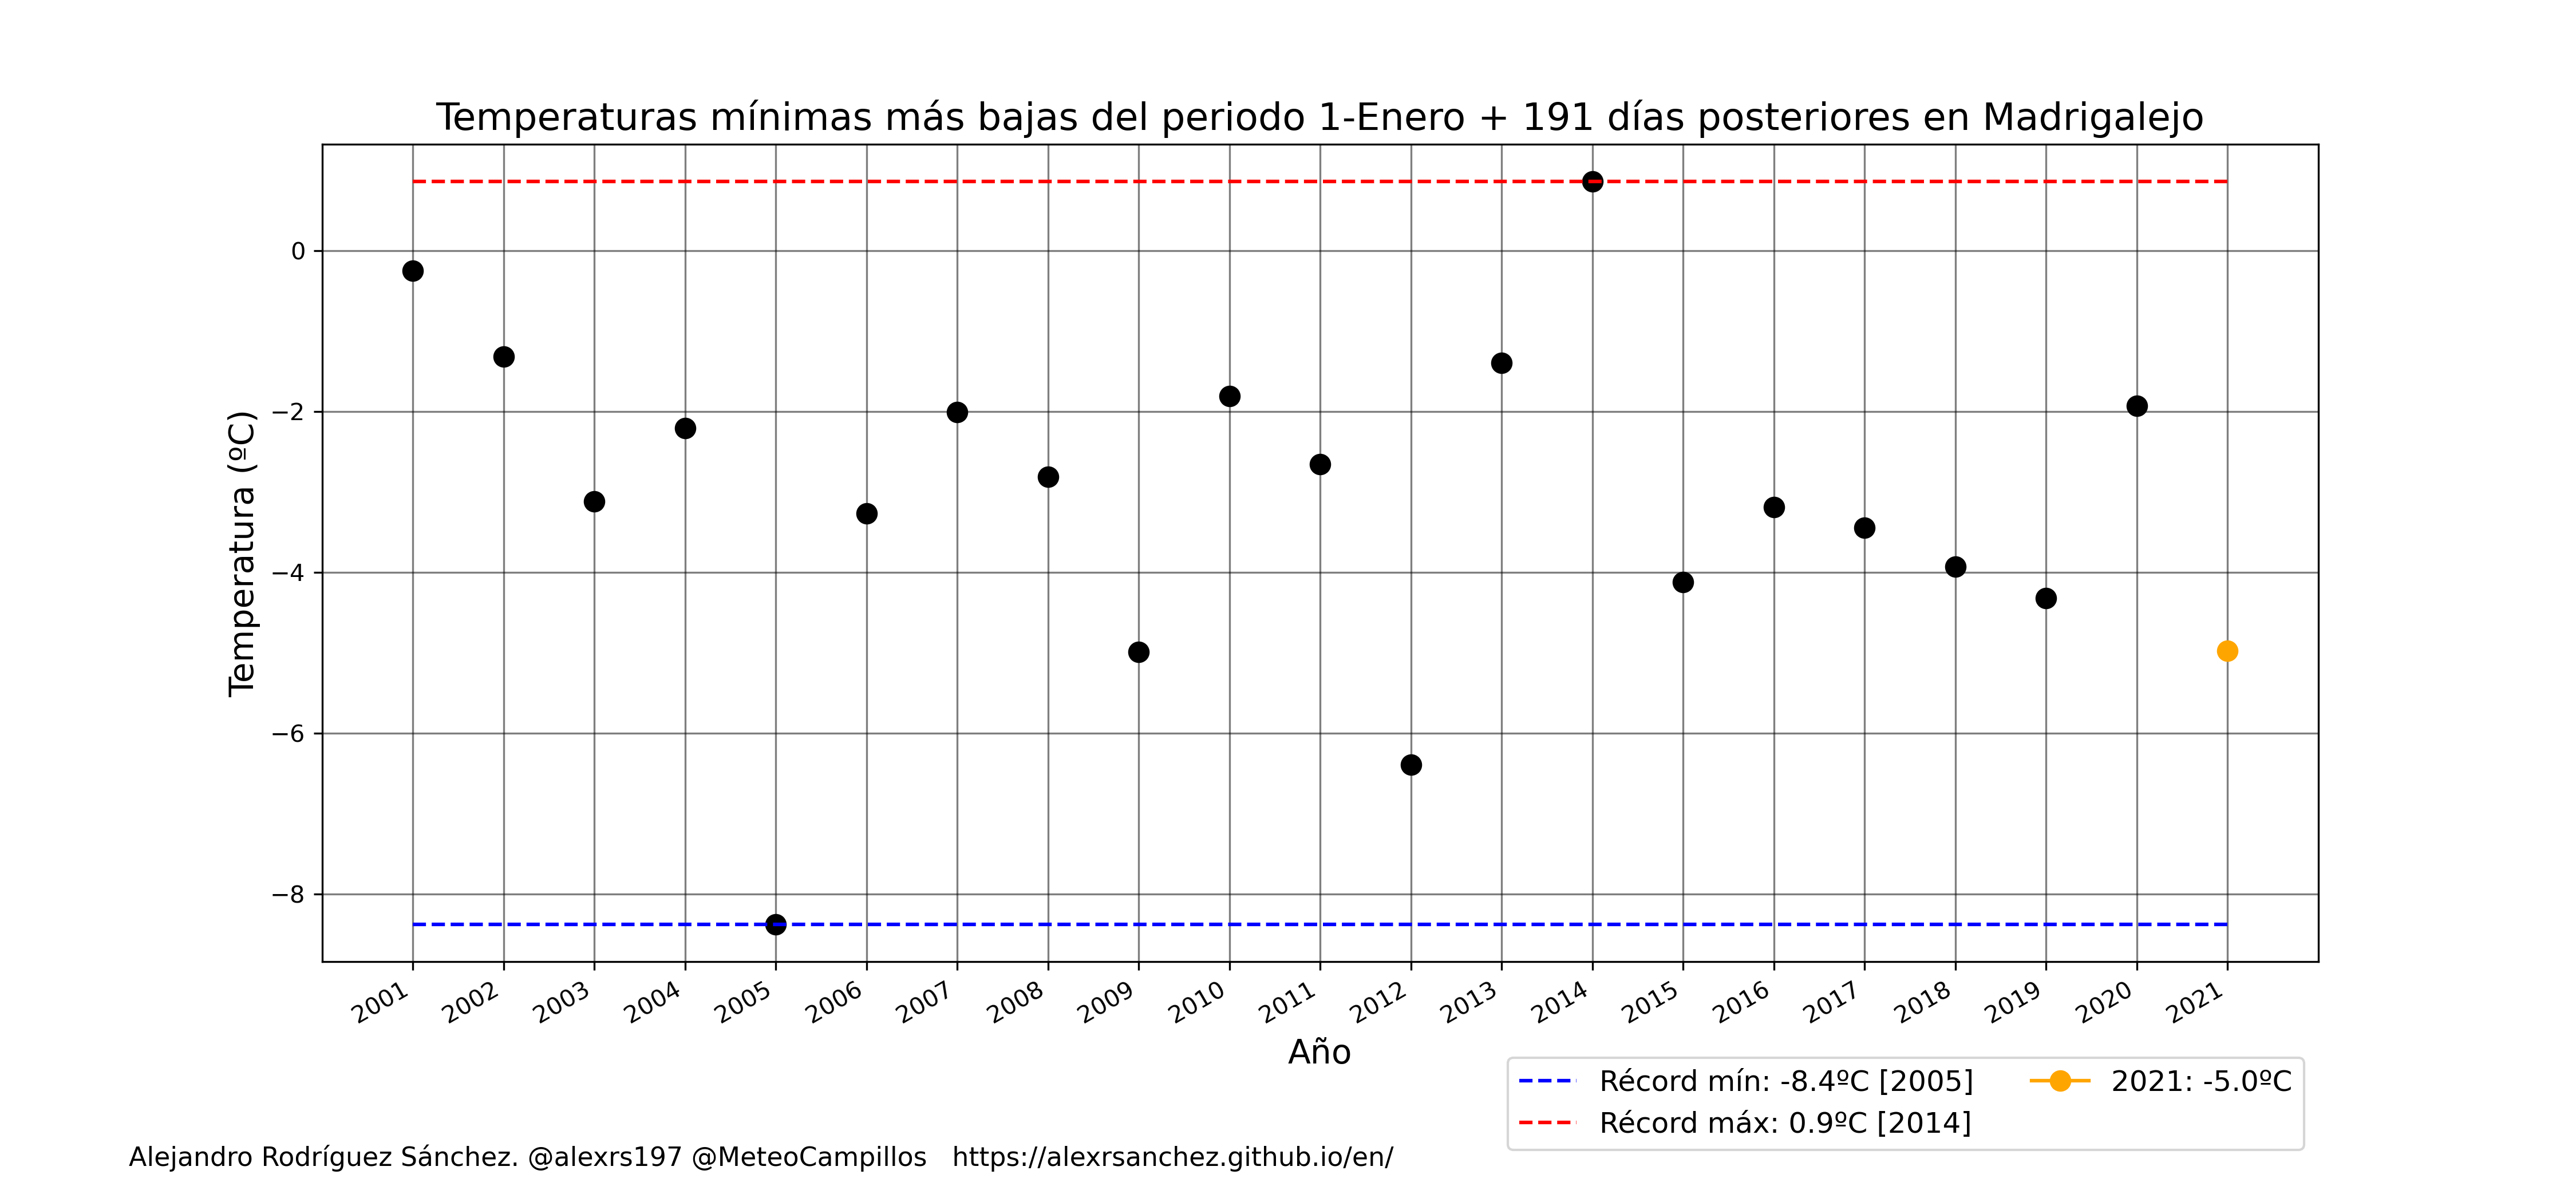 Temperaturas mínimas más bajas del periodo 1-Enero + 191 días posteriores en Madrigalejo
Temperatura (ºC)
0
−2
−4
−6
−8
2001 2002 2003 2004 2005 2006 2007 2008 2009 2010 2011 2012 2013 2014 2015 2016 2017 2018 2019 2020 2021
Año
Récord mín: -8.4ºC [2005]
Récord máx: 0.9ºC [2014]
2021: -5.0ºC
Alejandro Rodríguez Sánchez. @alexrs197 @MeteoCampillos https://alexrsanchez.github.io/en/